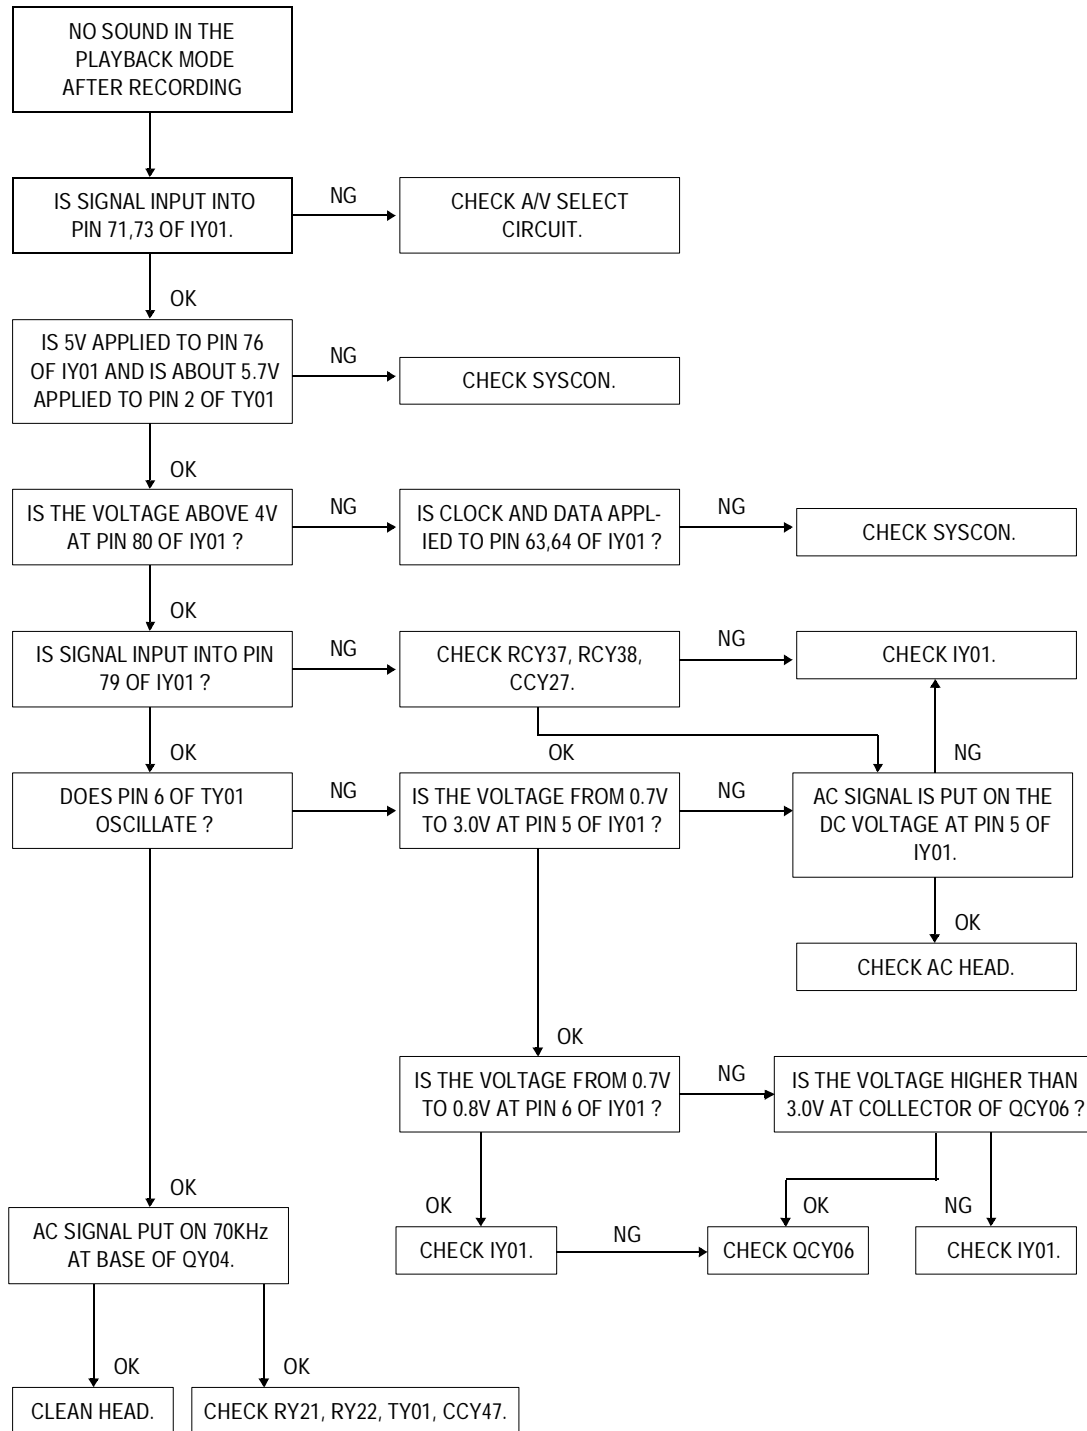 NO SOUND IN THE
PLAYBACK MODE
AFTER RECORDING
IS SIGNAL INPUT INTO
PIN 71,73 OF IY01.
NG
CHECK A/V SELECT
CIRCUIT.
OK
IS 5V APPLIED TO PIN 76
OF IY01 AND IS ABOUT 5.7V
APPLIED TO PIN 2 OF TY01
NG
CHECK SYSCON.
OK
IS THE VOLTAGE ABOVE 4V
AT PIN 80 OF IY01 ?
NG
IS CLOCK AND DATA APPL-
IED TO PIN 63,64 OF IY01 ?
NG
CHECK SYSCON.
OK
IS SIGNAL INPUT INTO PIN
79 OF IY01 ?
NG
CHECK RCY37, RCY38,
CCY27.
NG
CHECK IY01.
OK
OK
NG
DOES PIN 6 OF TY01
OSCILLATE ?
NG
IS THE VOLTAGE FROM 0.7V
TO 3.0V AT PIN 5 OF IY01 ?
NG
AC SIGNAL IS PUT ON THE
DC VOLTAGE AT PIN 5 OF
IY01.
OK
CHECK AC HEAD.
OK
IS THE VOLTAGE FROM 0.7V
TO 0.8V AT PIN 6 OF IY01 ?
NG
IS THE VOLTAGE HIGHER THAN
3.0V AT COLLECTOR OF QCY06 ?
OK
AC SIGNAL PUT ON 70KHz
AT BASE OF QY04.
OK
CHECK IY01.
NG
OK
CHECK QCY06
NG
CHECK IY01.
OK
CLEAN HEAD.
OK
CHECK RY21, RY22, TY01, CCY47.